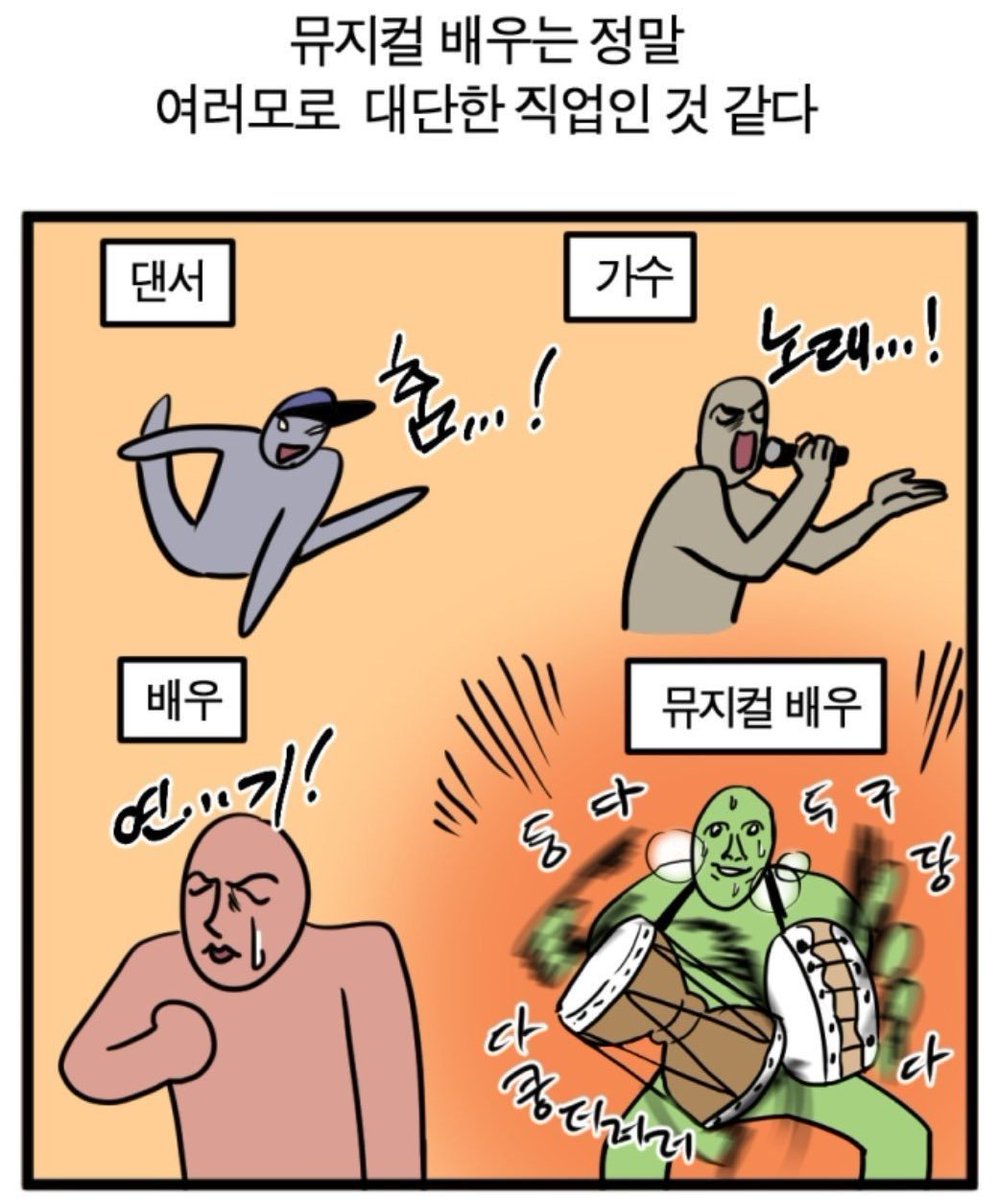 뮤지컬 배우는 정말
여러모로 대단한 직업인 것 같다
댄서
가수
춤...!
노래...!
배우
뮤지컬 배우
연...기!
둥 다
두구
당
다
쿵더러러
다